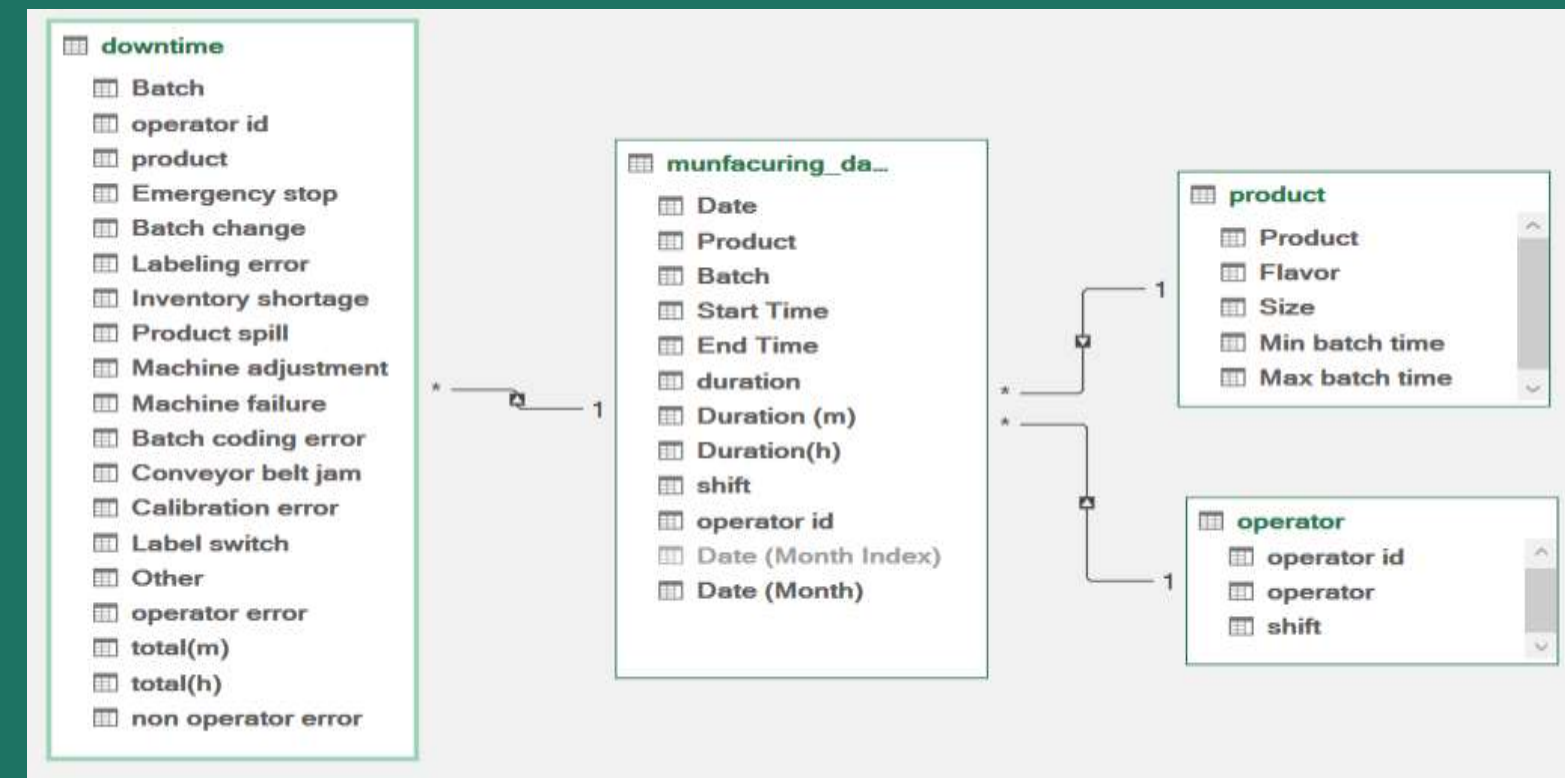 downtime
Batch
operator id
product
Emergency stop
Batch change
Labeling error
Inventory shortage
Product spill
Machine adjustment
Machine failure
Batch coding error
Conveyor belt jam
Calibration error
Label switch
Other
operator error
total(m)
total(h)
non operator error
*
1
munfacuring_da...
Date
Product
Batch
Start Time
End Time
duration
Duration (m)
Duration(h)
shift
operator id
Date (Month Index)
Date (Month)
*
1
*
1
product
Product
Flavor
Size
Min batch time
Max batch time
operator
operator id
operator
shift